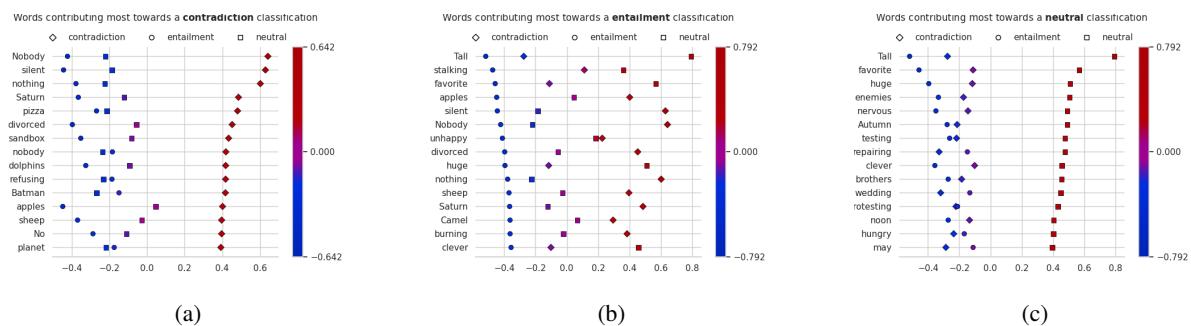 Words contributing most towards a contradiction classification
contradiction entailment neutral
Nobody
silent
nothing
Saturn
pizza
divorced
sandbox
nobody
dolphins
refusing
Batman
apples
sheep
No
planet
−0.4 −0.2 0.0 0.2 0.4 0.6
0.642
0.000
−0.642
(a)
Words contributing most towards a entailment classification
contradiction entailment neutral
Tall
stalking
favorite
apples
silent
Nobody
unhappy
divorced
huge
nothing
sheep
Saturn
Camel
burning
clever
−0.4 −0.2 0.0 0.2 0.4 0.6 0.8
0.792
0.000
−0.792
(b)
Words contributing most towards a neutral classification
contradiction entailment neutral
Tall
favorite
huge
enemies
nervous
Autumn
testing
repairing
clever
brothers
wedding
rotesting
noon
hungry
may
−0.4 −0.2 0.0 0.2 0.4 0.6 0.8
0.792
0.000
−0.792
(c)